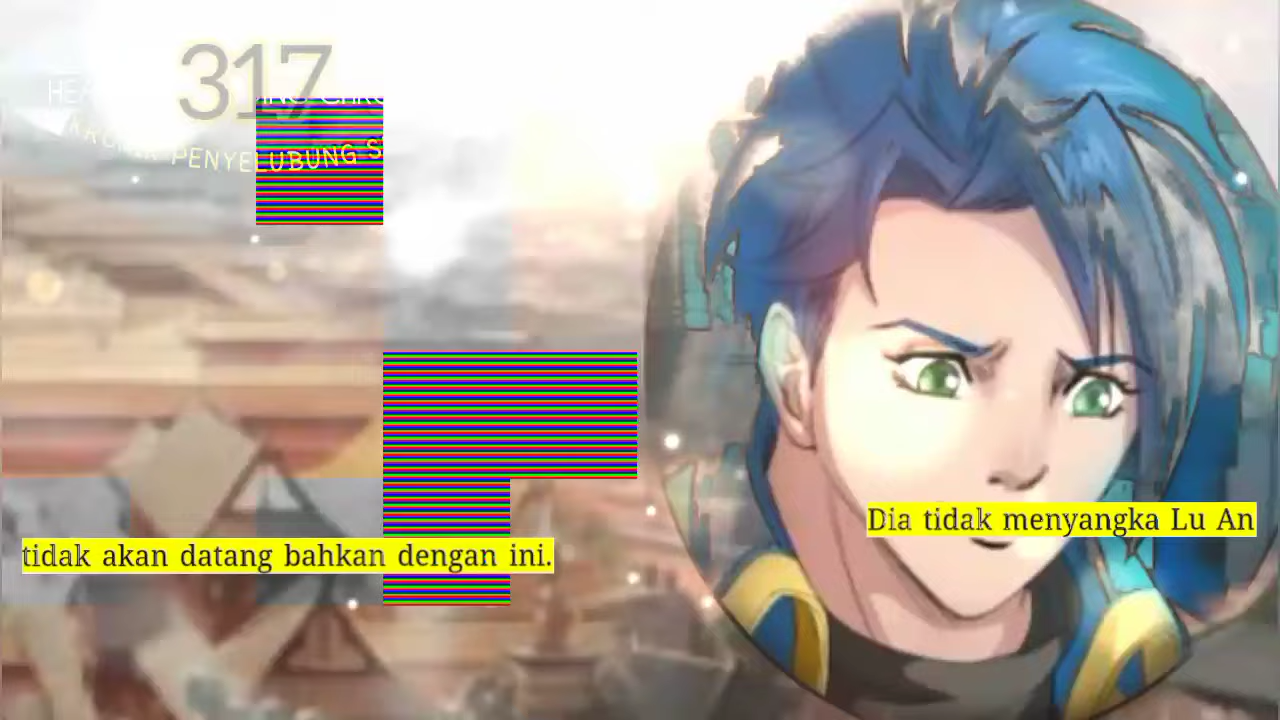 317
PENYELUBUNG
Dia tidak menyangka Lu An
tidak akan datang bahkan dengan ini.